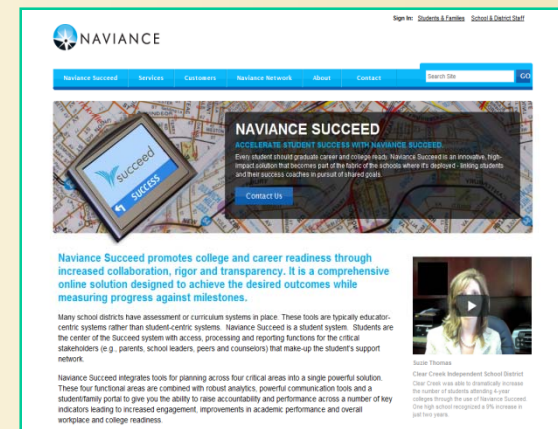 Sign In: Students & Families School & District Staff
NAVIANCE
Naviance Succeed Services Customers Naviance Network About Contact Search Site GO
NAVIANCE SUCCEED
ACCELERATE STUDENT SUCCESS WITH NAVIANCE SUCCEED.
Every student should graduate career and college ready. Naviance Succeed is an innovative, high-
impact solution that becomes part of the fabric of the schools where it's deployed - linking students
and their success coaches in pursuit of shared goals.
Contact Us
succeed
SUCCESS
Naviance Succeed promotes college and career readiness through
increased collaboration, rigor and transparency. It is a comprehensive
online solution designed to achieve the desired outcomes while
measuring progress against milestones.
Many school districts have assessment or curriculum systems in place. These tools are typically educator-
centric systems rather than student-centric systems. Naviance Succeed is a student system. Students are
the center of the Succeed system with access, processing and reporting functions for the critical
stakeholders (e.g., parents, school leaders, peers and counselors) that make-up the student's support
network.
Naviance Succeed integrates tools for planning across four critical areas into a single powerful solution.
These four functional areas are combined with robust analytics, powerful communication tools and a
student/family portal to give you the ability to raise accountability and performance across a number of key
indicators leading to increased engagement, improvements in academic performance and overall
workplace and college readiness.
Suzie Thomas
Clear Creek Independent School District
Clear Creek was able to dramatically increase
the number of students attending 4-year
colleges through the use of Naviance Succeed.
One high school recognized a 9% increase in
just two years.